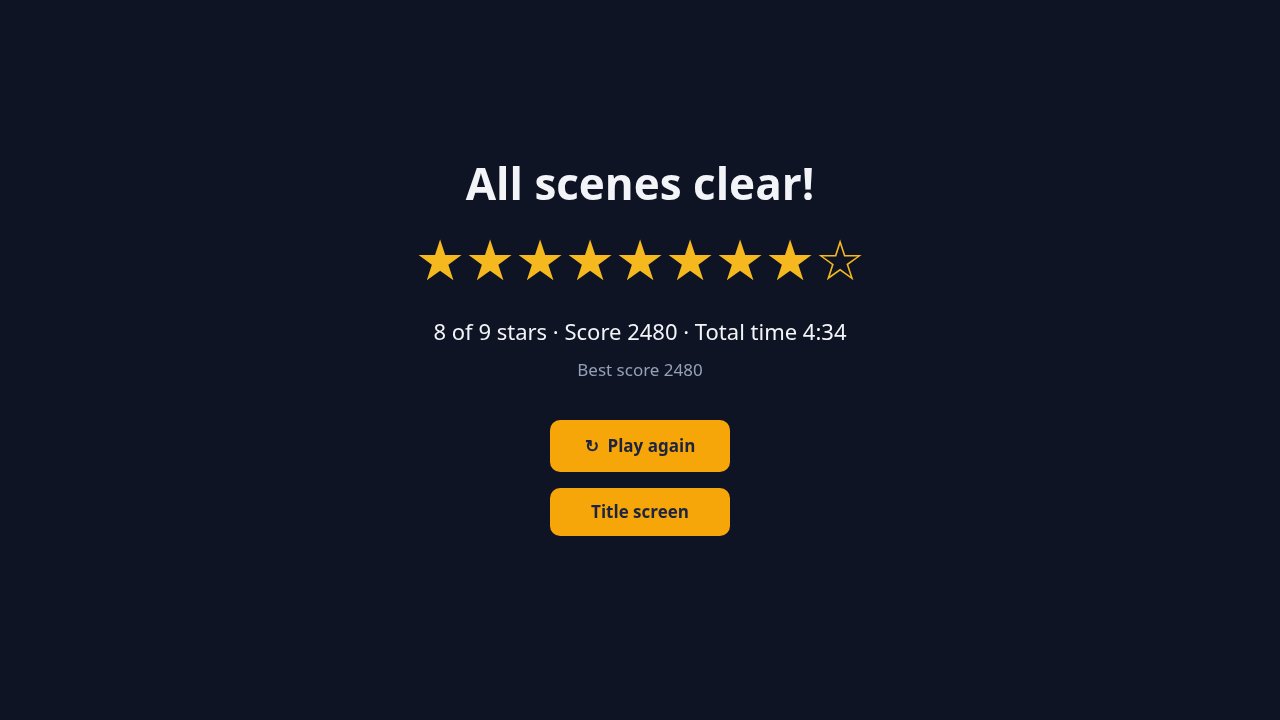 All scenes clear!
★★★★★★★★☆
8 of 9 stars · Score 2480 · Total time 4:34
Best score 2480
↻ Play again
Title screen